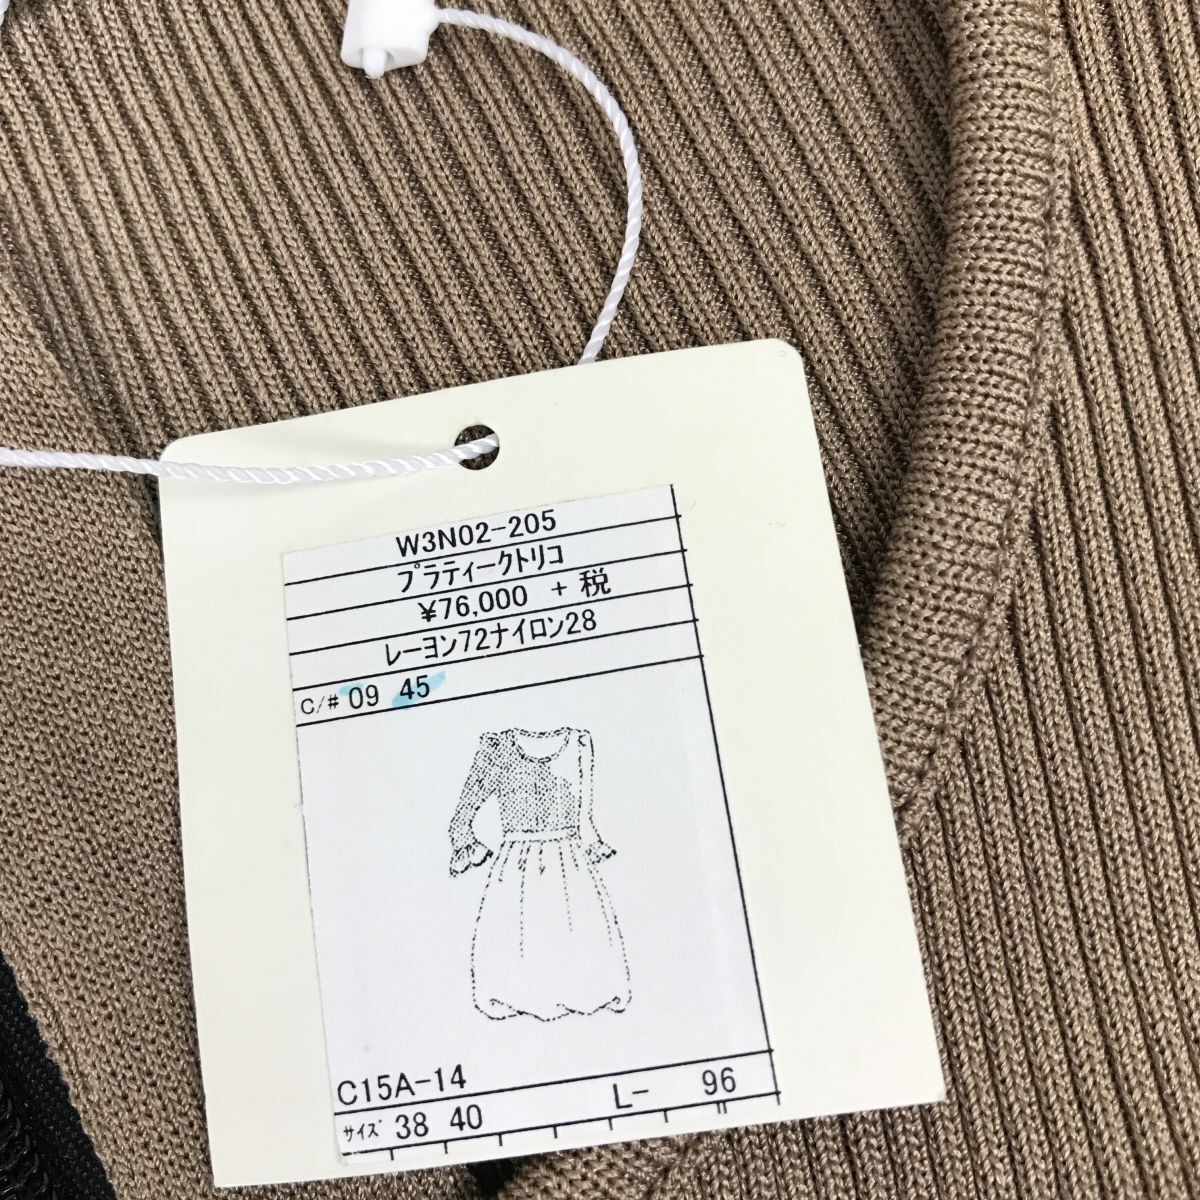 W3N02-205
プラティークトリコ
¥76,000 + 税
レーヨン72ナイロン28
C/# 09 45
C15A-14
サイズ 38 40 L- 96